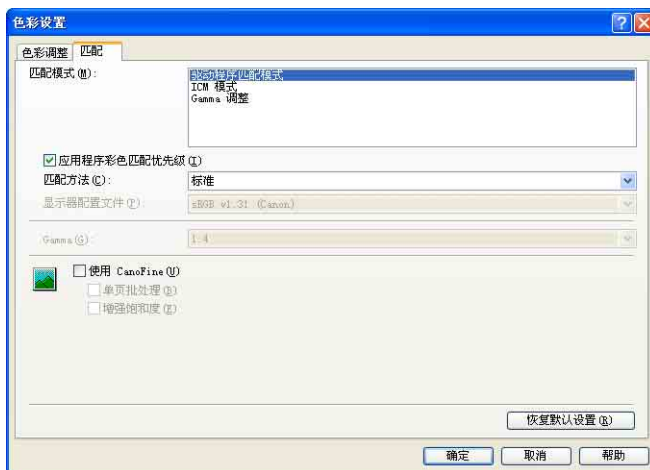 色彩设置
色彩调整 匹配
匹配模式(M):
驱动程序匹配模式
ICM 模式
Gamma 调整
应用程序彩色匹配优先级(I)
匹配方法(C): 标准
显示器配置文件(P) sRGB v1.31 (Canon)
Gamma(G): 1.4
使用 CanoFine(U)
单页批处理(D)
增强饱和度(Z)
恢复默认设置(R)
确定 取消 帮助